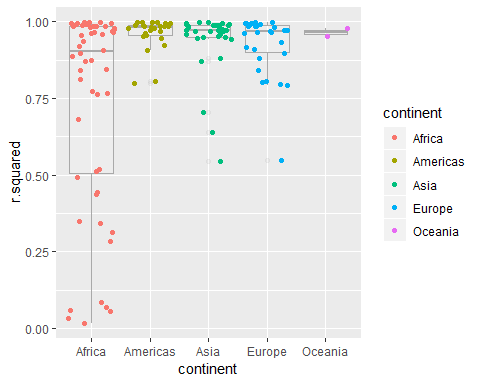 1.00
0.75
0.50
0.25
0.00
r.squared
Africa
Americas
Asia
Europe
Oceania
continent
continent
Africa
Americas
Asia
Europe
Oceania